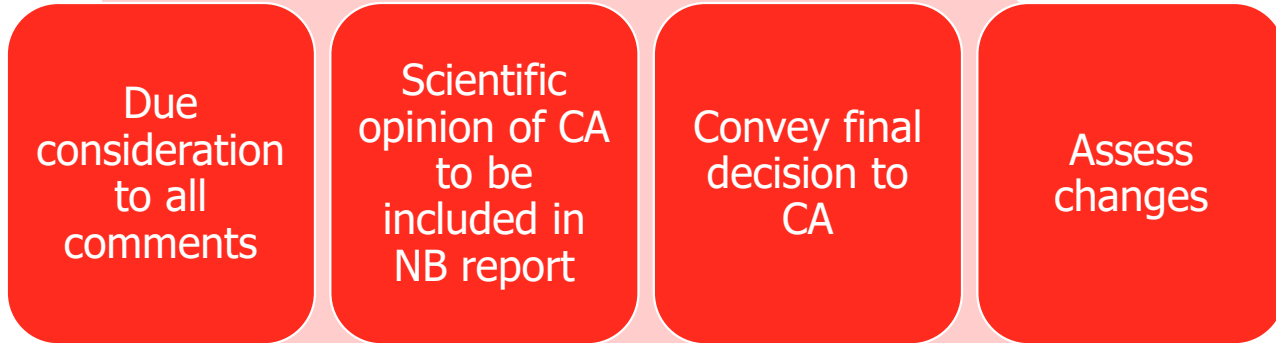 Due
consideration
to all
comments
Scientific
opinion of CA
to be
included in
NB report
Convey final
decision to
CA
Assess
changes